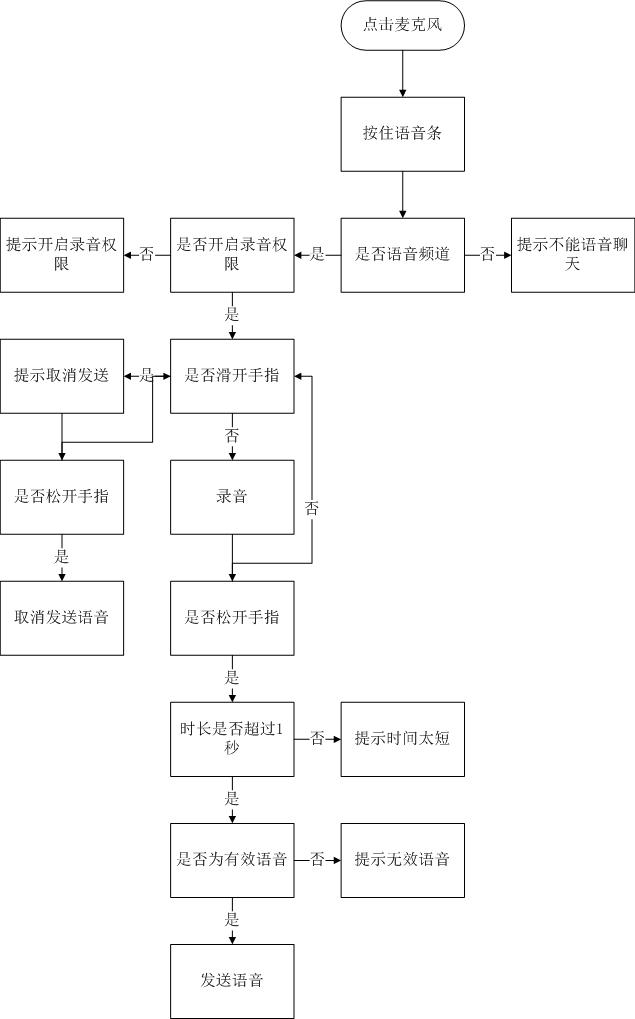 点击麦克风
按住语音条
提示开启录音权
限
否
是否开启录音权
限
是
是否语音频道
否
提示不能语音聊
天
是
提示取消发送
是
是否滑开手指
否
是否松开手指
录音
否
是
取消发送语音
是否松开手指
是
时长是否超过1
秒
否
提示时间太短
是
是否为有效语音
否
提示无效语音
是
发送语音